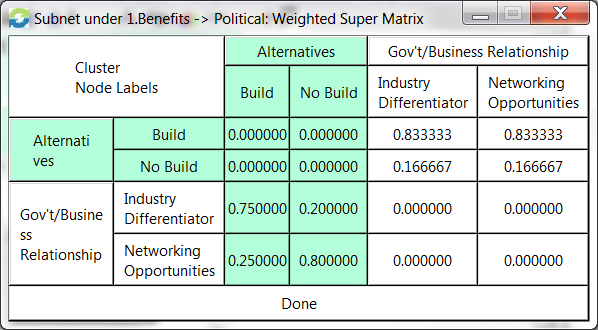 Subnet under 1.Benefits -> Political: Weighted Super Matrix
Cluster
Node Labels
Alternatives
Gov't/Business Relationship
Build
No Build
Industry
Differentiator
Networking
Opportunities
Alternati
ves
Build
0.000000 0.000000 0.833333 0.833333
No Build
0.000000 0.000000 0.166667 0.166667
Gov't/Busine
ss
Relationship
Industry
Differentiator
0.750000 0.200000 0.000000 0.000000
Networking
Opportunities
0.250000 0.800000 0.000000 0.000000
Done